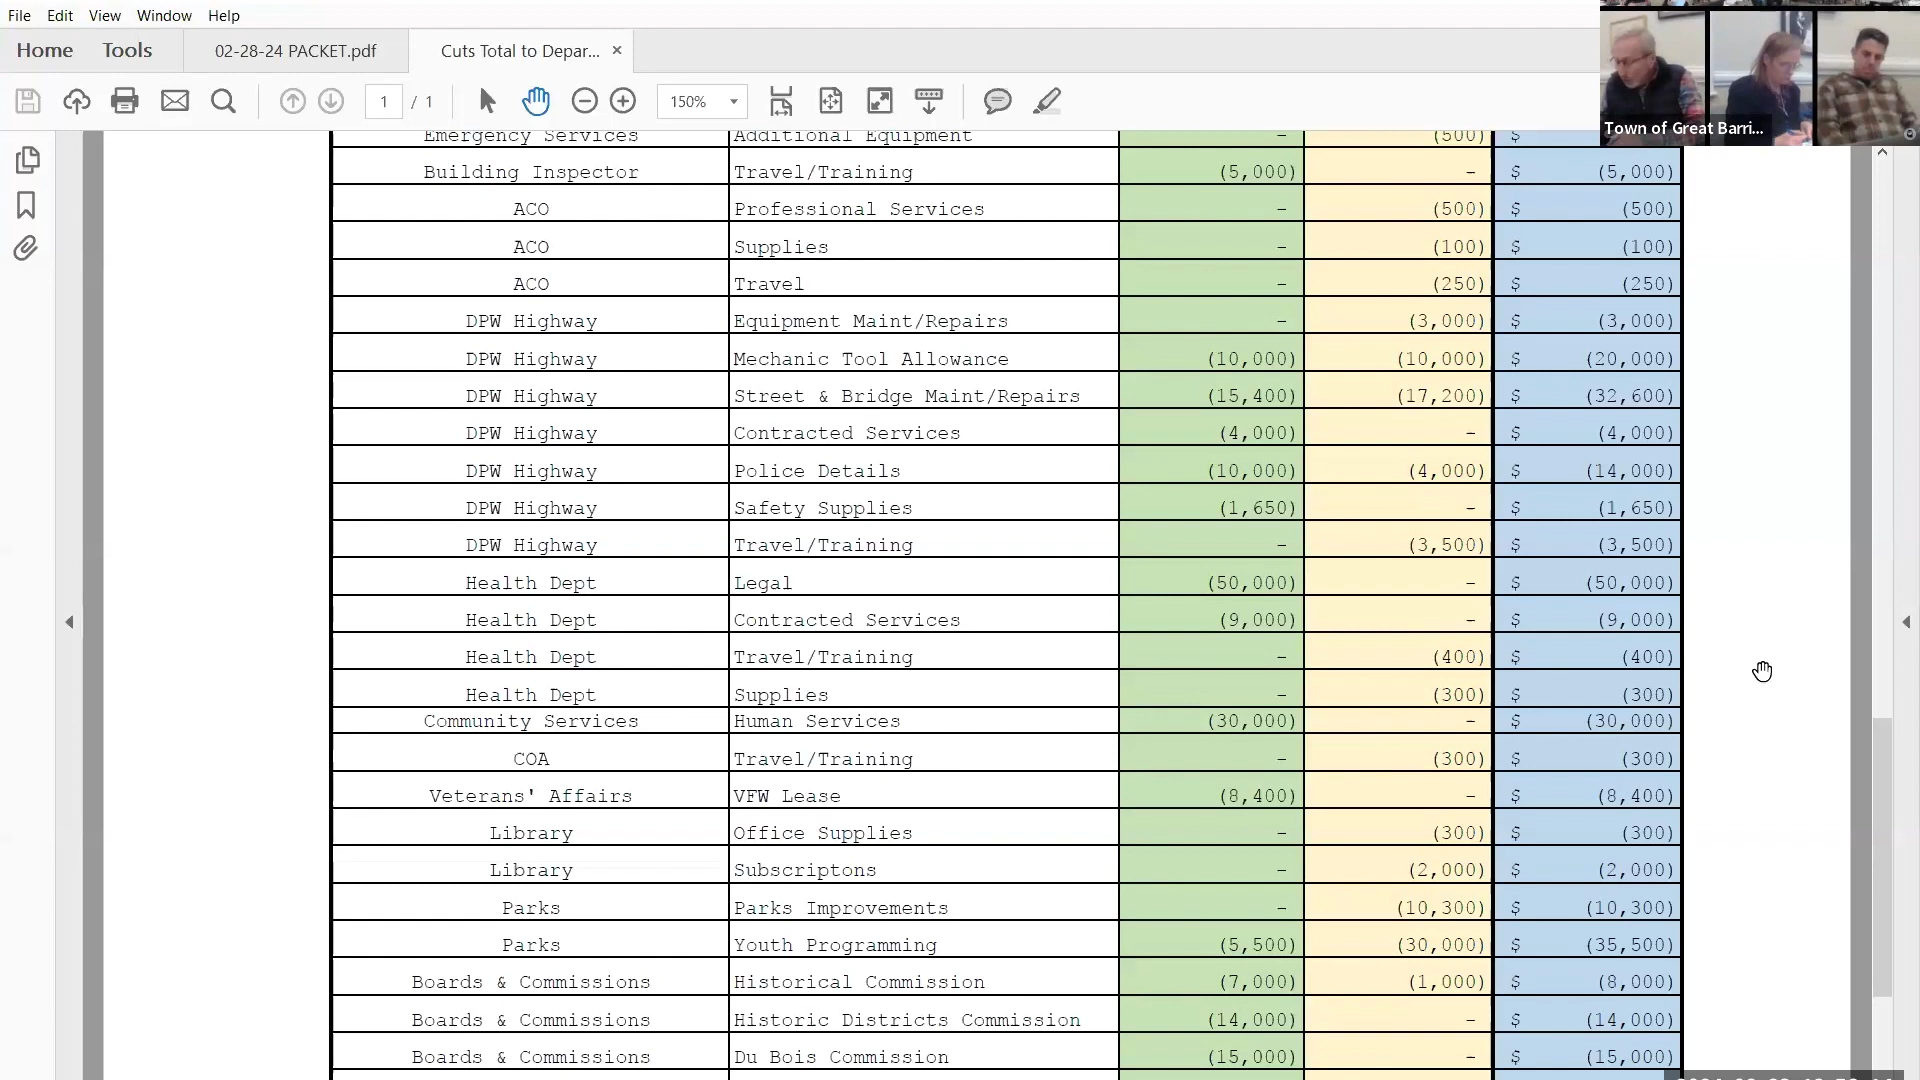 File Edit View Window Help
Home Tools 02-28-24 PACKET.pdf Cuts Total to Depar... ×
1 / 1 150%
Town of Great Barri...
Emergency Services Additional Equipment - (500) $
Building Inspector Travel/Training (5,000) - $ (5,000)
ACO Professional Services - (500) $ (500)
ACO Supplies - (100) $ (100)
ACO Travel - (250) $ (250)
DPW Highway Equipment Maint/Repairs - (3,000) $ (3,000)
DPW Highway Mechanic Tool Allowance (10,000) (10,000) $ (20,000)
DPW Highway Street & Bridge Maint/Repairs (15,400) (17,200) $ (32,600)
DPW Highway Contracted Services (4,000) - $ (4,000)
DPW Highway Police Details (10,000) (4,000) $ (14,000)
DPW Highway Safety Supplies (1,650) - $ (1,650)
DPW Highway Travel/Training - (3,500) $ (3,500)
Health Dept Legal (50,000) - $ (50,000)
Health Dept Contracted Services (9,000) - $ (9,000)
Health Dept Travel/Training - (400) $ (400)
Health Dept Supplies - (300) $ (300)
Community Services Human Services (30,000) - $ (30,000)
COA Travel/Training - (300) $ (300)
Veterans' Affairs VFW Lease (8,400) - $ (8,400)
Library Office Supplies - (300) $ (300)
Library Subscriptons - (2,000) $ (2,000)
Parks Parks Improvements - (10,300) $ (10,300)
Parks Youth Programming (5,500) (30,000) $ (35,500)
Boards & Commissions Historical Commission (7,000) (1,000) $ (8,000)
Boards & Commissions Historic Districts Commission (14,000) - $ (14,000)
Boards & Commissions Du Bois Commission (15,000) - $ (15,000)